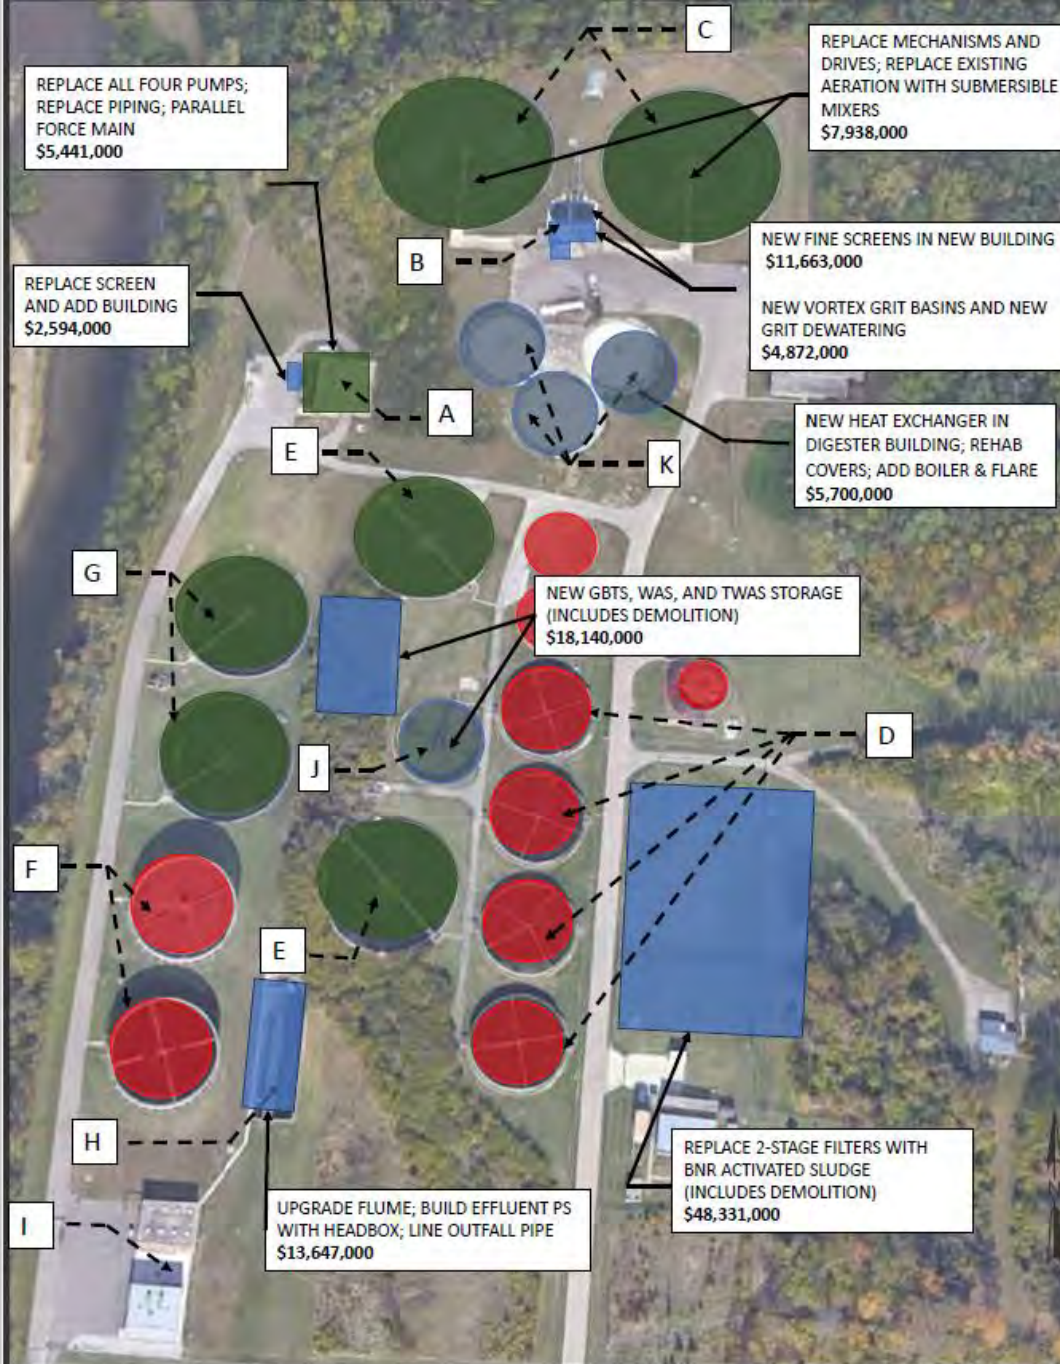 C
REPLACE MECHANISMS AND
DRIVES; REPLACE EXISTING
AERATION WITH SUBMERSIBLE
MIXERS
$7,938,000
REPLACE ALL FOUR PUMPS;
REPLACE PIPING; PARALLEL
FORCE MAIN
$5,441,000
B
NEW FINE SCREENS IN NEW BUILDING
$11,663,000
NEW VORTEX GRIT BASINS AND NEW
GRIT DEWATERING
$4,872,000
REPLACE SCREEN
AND ADD BUILDING
$2,594,000
A
E
K
NEW HEAT EXCHANGER IN
DIGESTER BUILDING; REHAB
COVERS; ADD BOILER & FLARE
$5,700,000
G
NEW GBTS, WAS, AND TWAS STORAGE
(INCLUDES DEMOLITION)
$18,140,000
D
J
F
E
H
REPLACE 2-STAGE FILTERS WITH
BNR ACTIVATED SLUDGE
(INCLUDES DEMOLITION)
$48,331,000
I
UPGRADE FLUME; BUILD EFFLUENT PS
WITH HEADBOX; LINE OUTFALL PIPE
$13,647,000